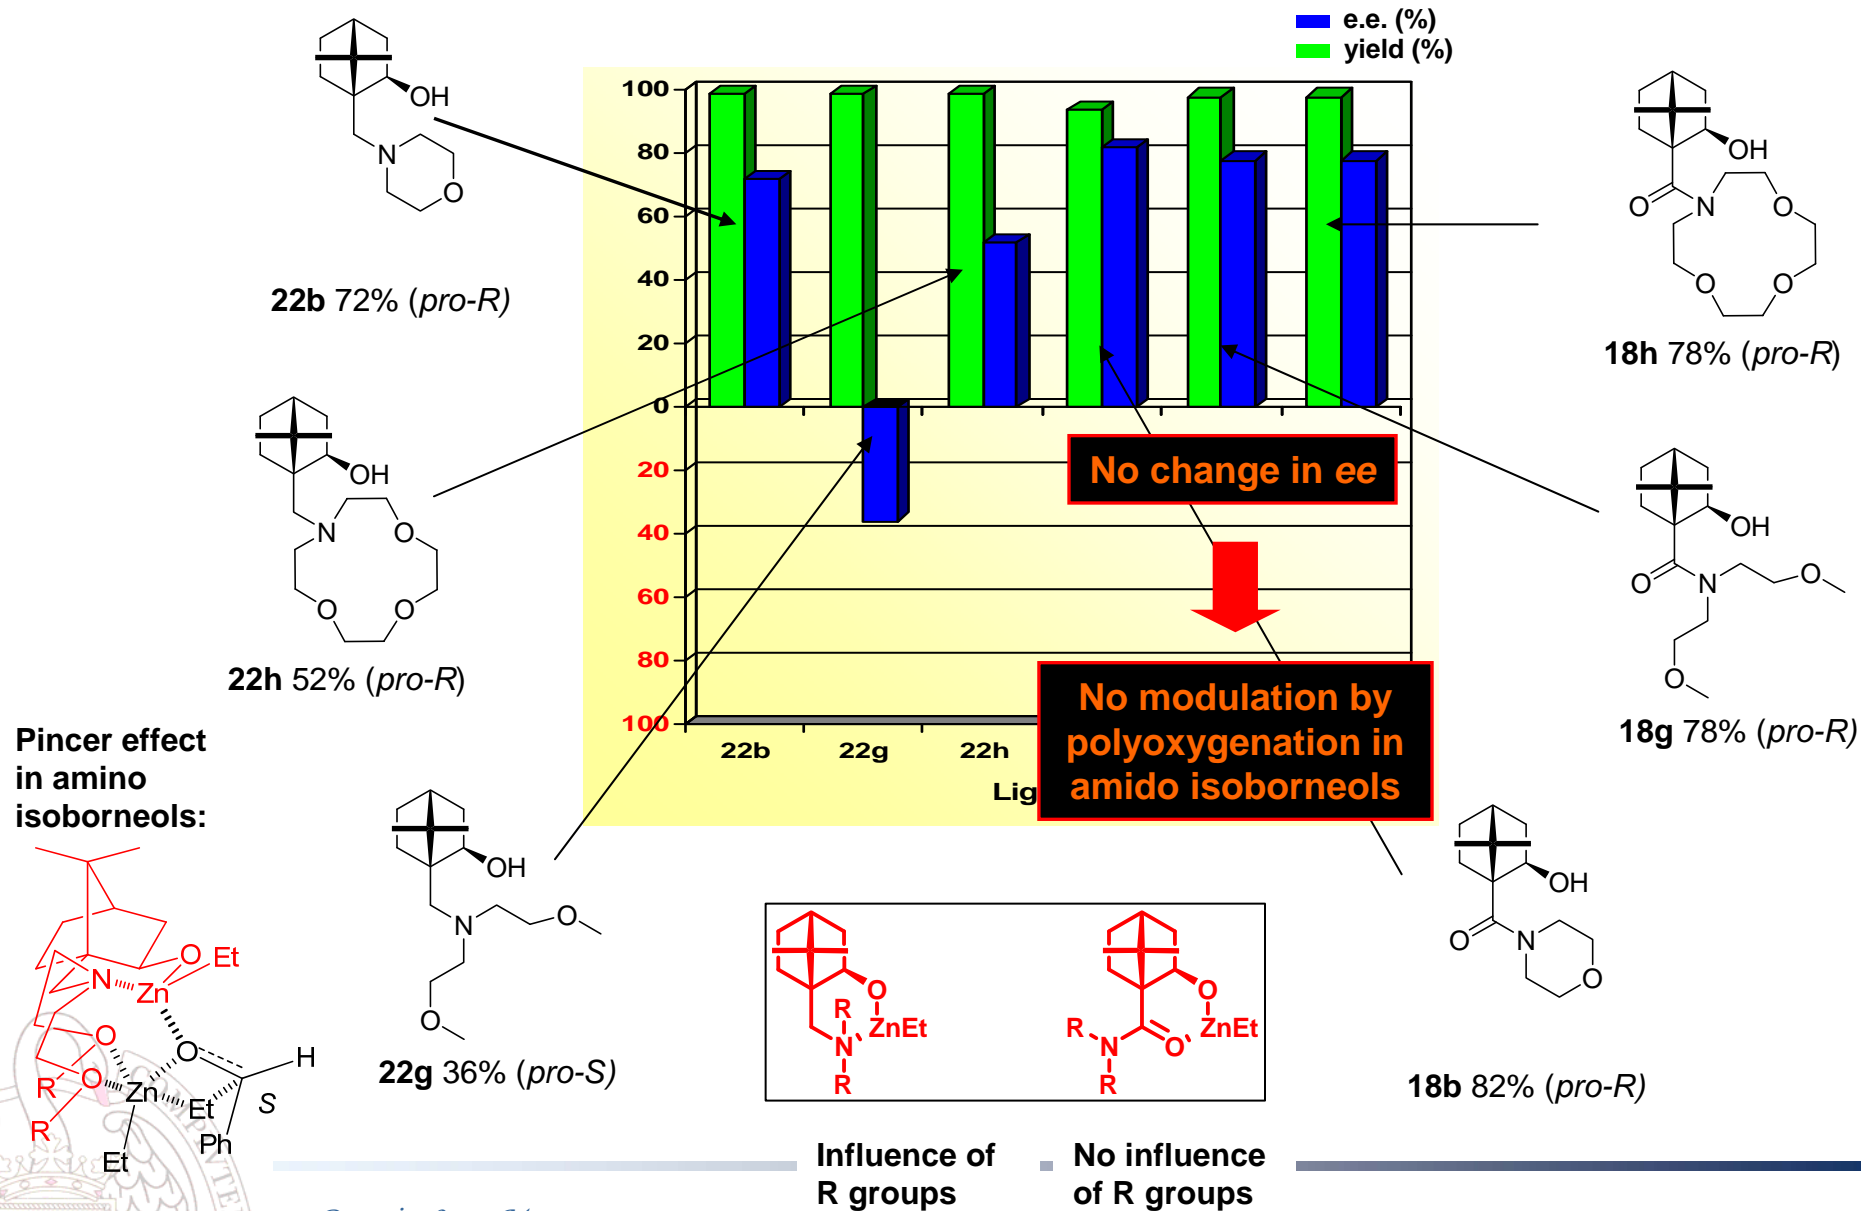 e.e. (%)
yield (%)
OH
N
O
22b 72% (pro-R)
OH
N
O
O
O
22h 52% (pro-R)
100
80
60
40
20
0
20
40
60
80
100
22b
22g
22h
Lig
No change in ee
No modulation by
polyoxygenation in
amido isoborneols
OH
O
N
O
O
O
18h 78% (pro-R)
OH
O
N
O
O
18g 78% (pro-R)
OH
O
N
O
18b 82% (pro-R)
OH
N
O
O
22g 36% (pro-S)
Pincer effect
in amino
isoborneols:
O
Et
N
Zn
O
O
H
R
O
Zn
Et
S
R
Ph
Et
O
R
ZnEt
N
R
O
R
ZnEt
N
O
R
Influence of
R groups
No influence
of R groups